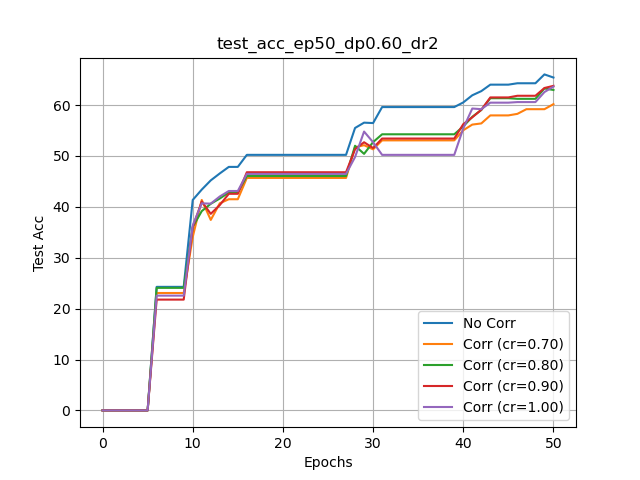 test_acc_ep50_dp0.60_dr2
Test Acc
60
50
40
30
20
10
0
No Corr
Corr (cr=0.70)
Corr (cr=0.80)
Corr (cr=0.90)
Corr (cr=1.00)
0 10 20 30 40 50
Epochs